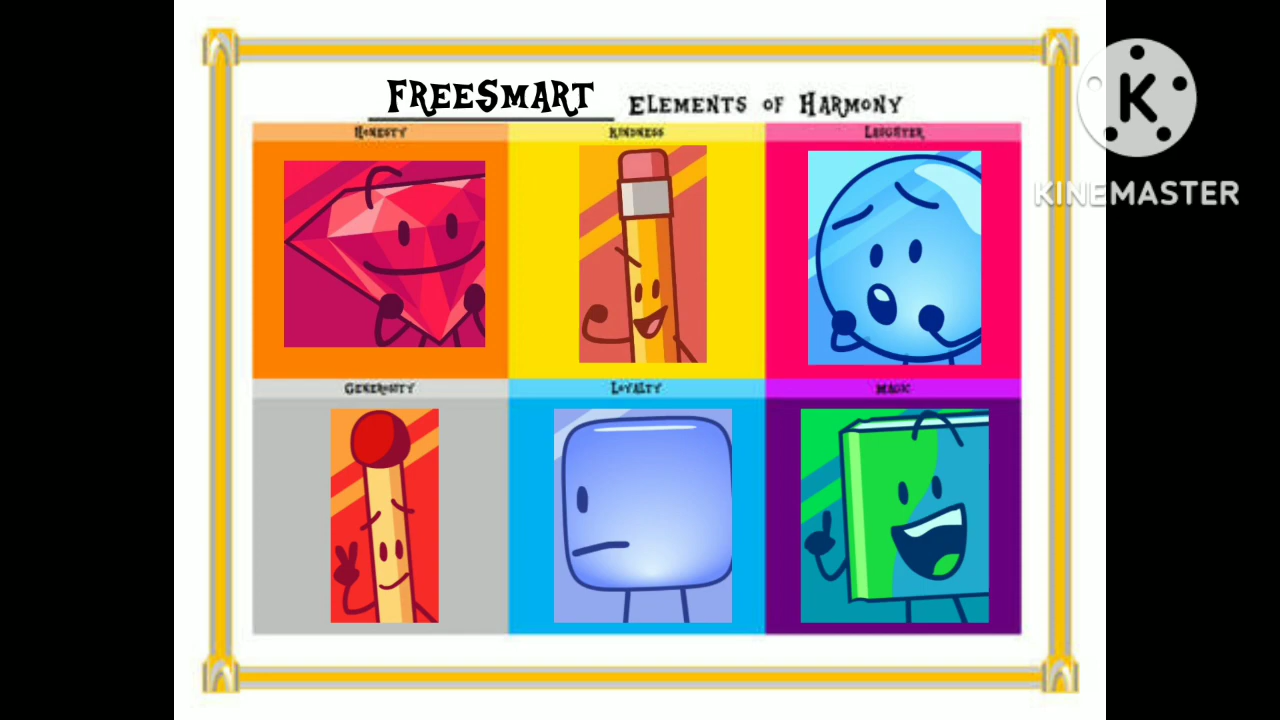 FREESMART ELEMENTS OF HARMONY
HONESTY KINDNESS LAUGHTER
GENEROSITY LOYALTY MAGIC
K
KINEMASTER